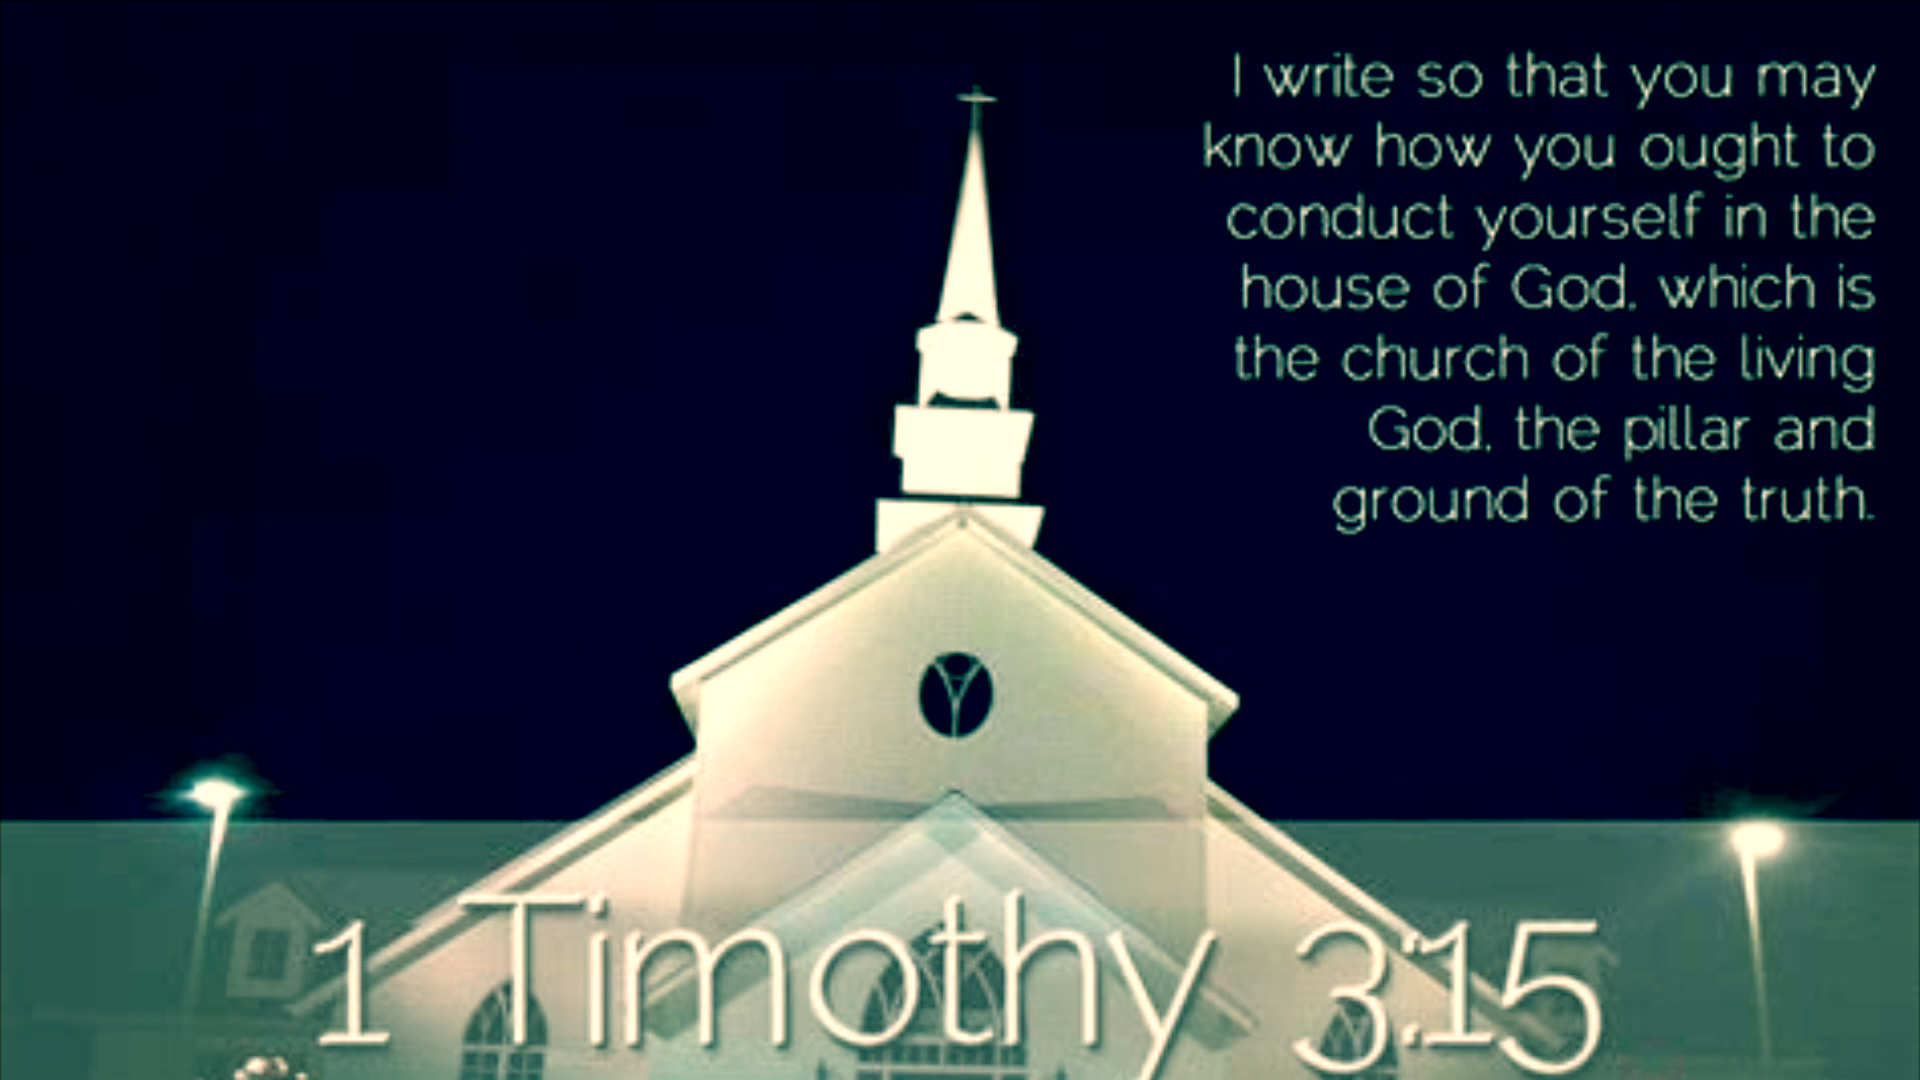 I write so that you may
know how you ought to
conduct yourself in the
house of God, which is
the church of the living
God, the pillar and
ground of the truth.
1 Timothy 3:15